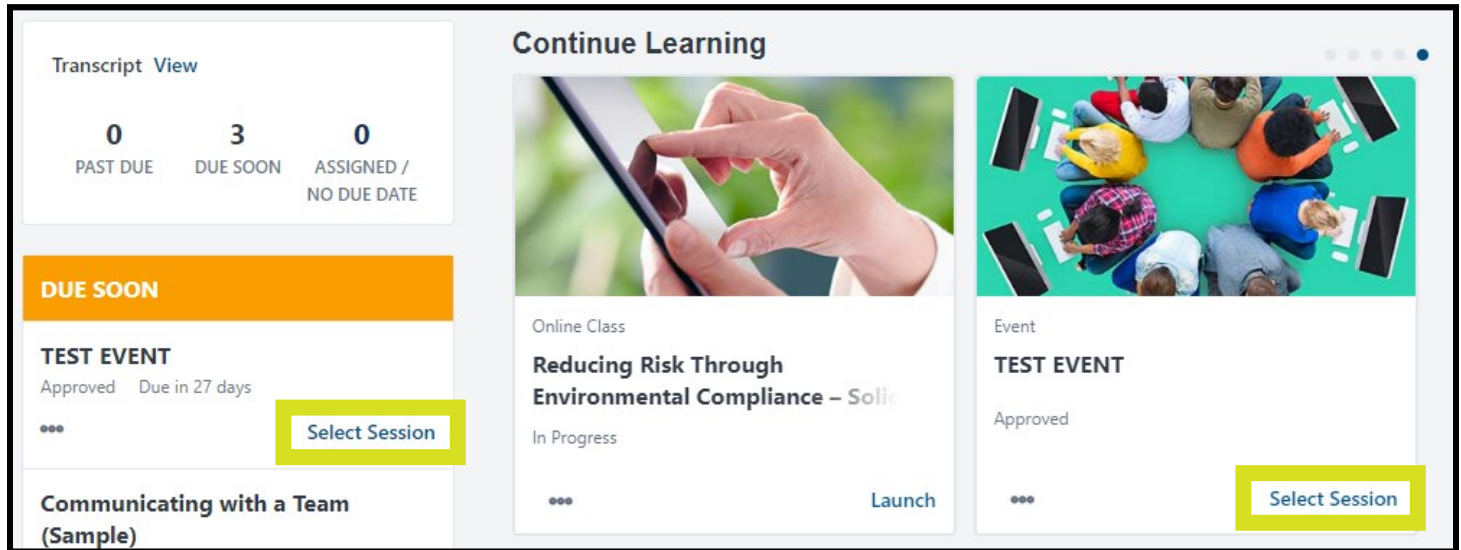 Transcript View
0 3 0
PAST DUE DUE SOON ASSIGNED /
NO DUE DATE
DUE SOON
TEST EVENT
Approved Due in 27 days
Select Session
Communicating with a Team
(Sample)
Continue Learning
Online Class
Reducing Risk Through
Environmental Compliance – Solid
In Progress
Launch
Event
TEST EVENT
Approved
Select Session